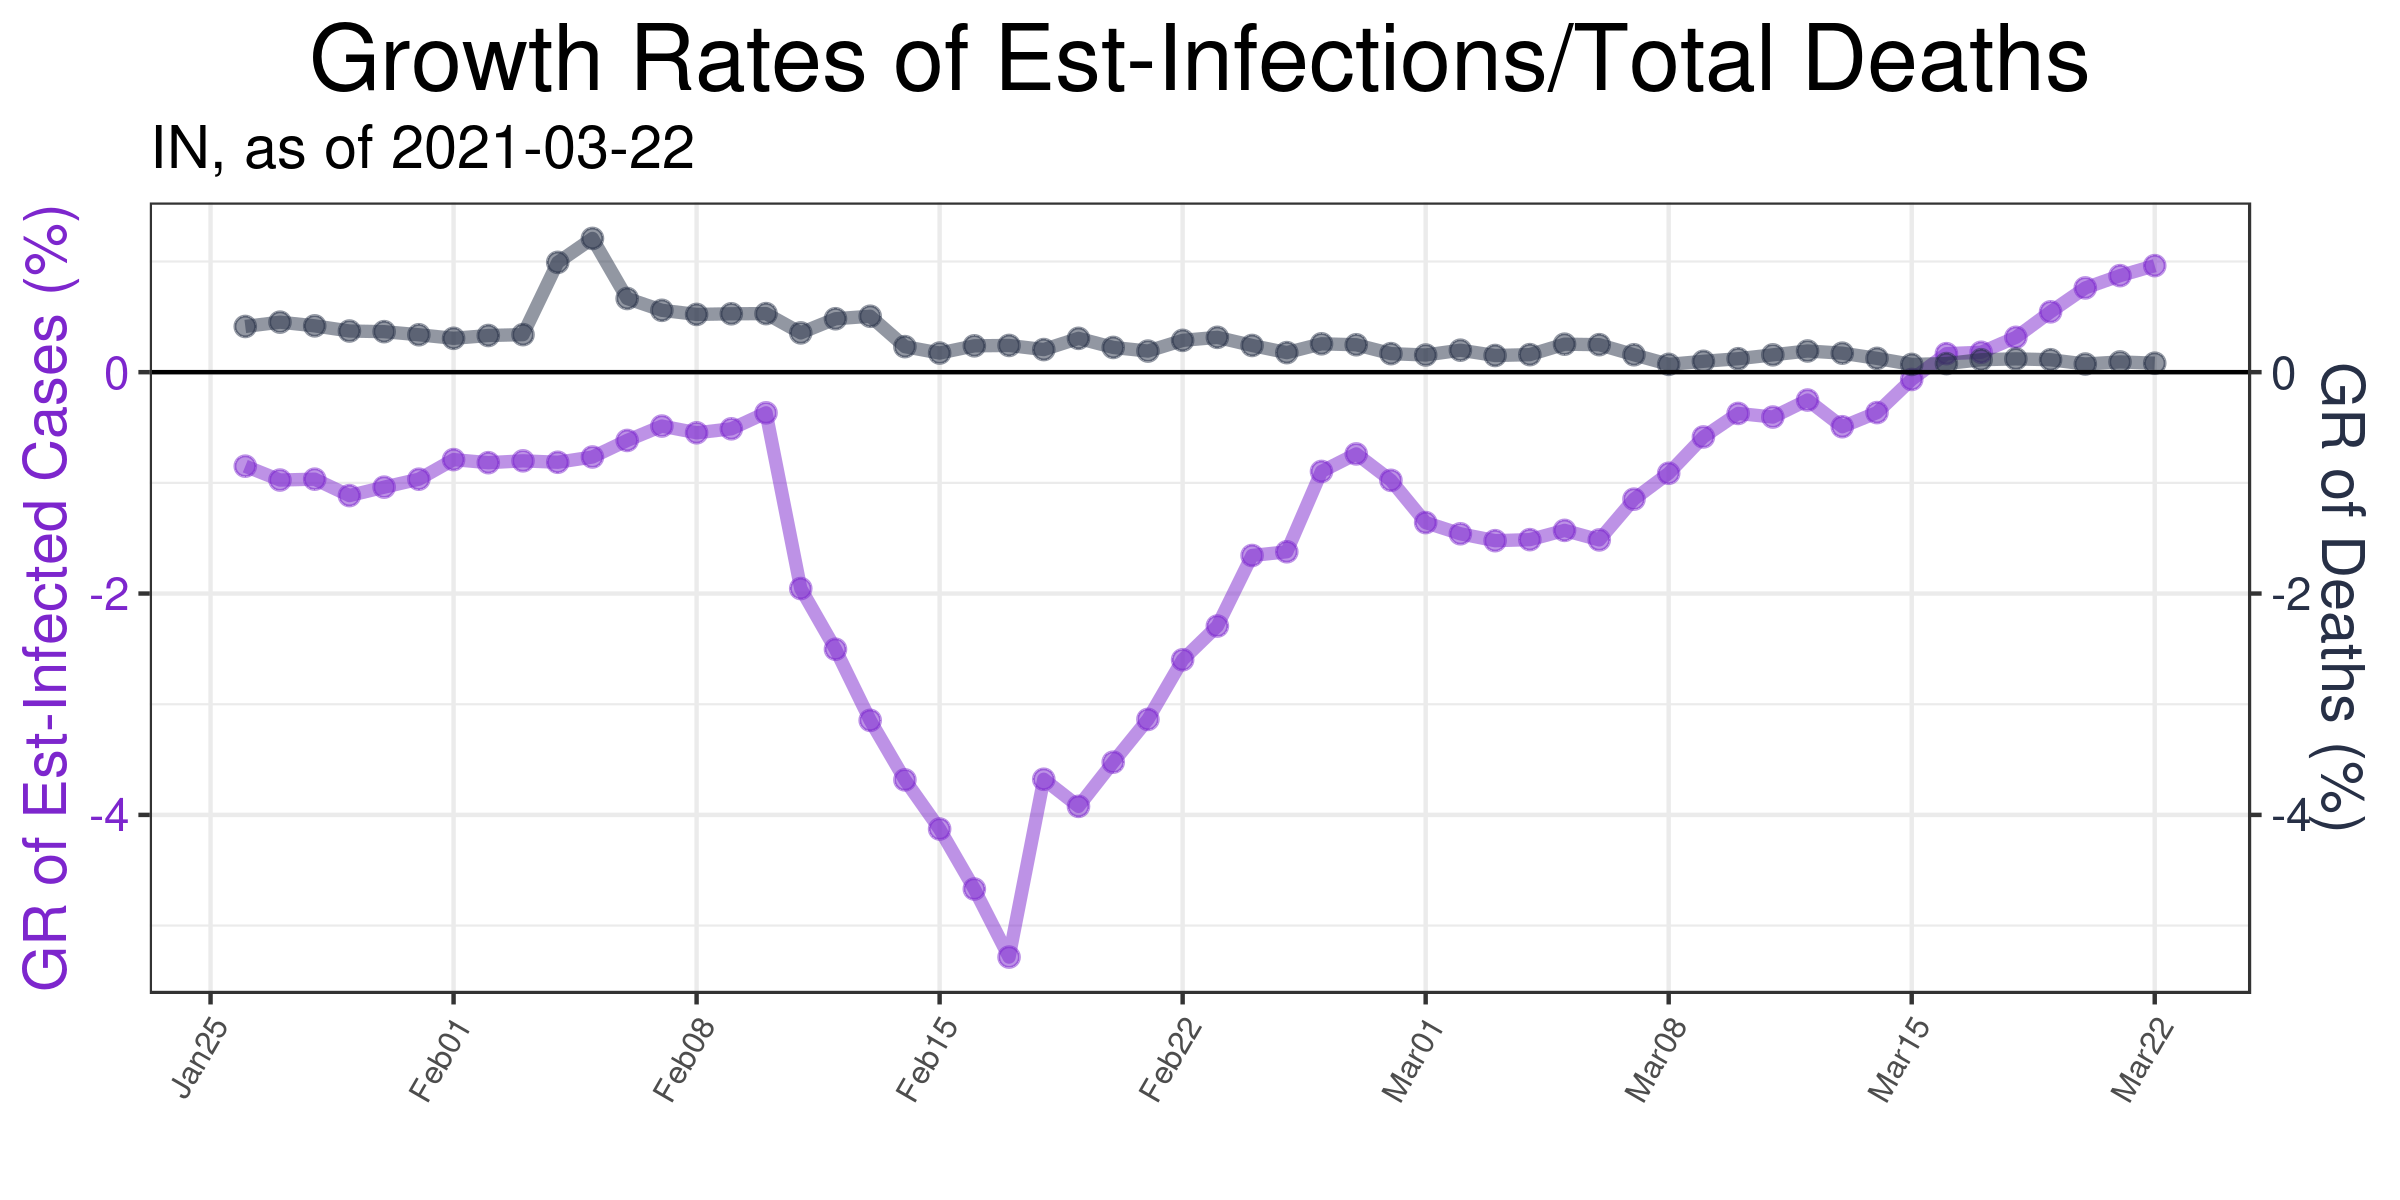 Growth Rates of Est-Infections/Total Deaths
IN, as of 2021-03-22
GR of Est-Infected Cases (%)
0
-2
-4
0
-2
-4
GR of Deaths (%)
Jan25
Feb01
Feb08
Feb15
Feb22
Mar01
Mar08
Mar15
Mar22